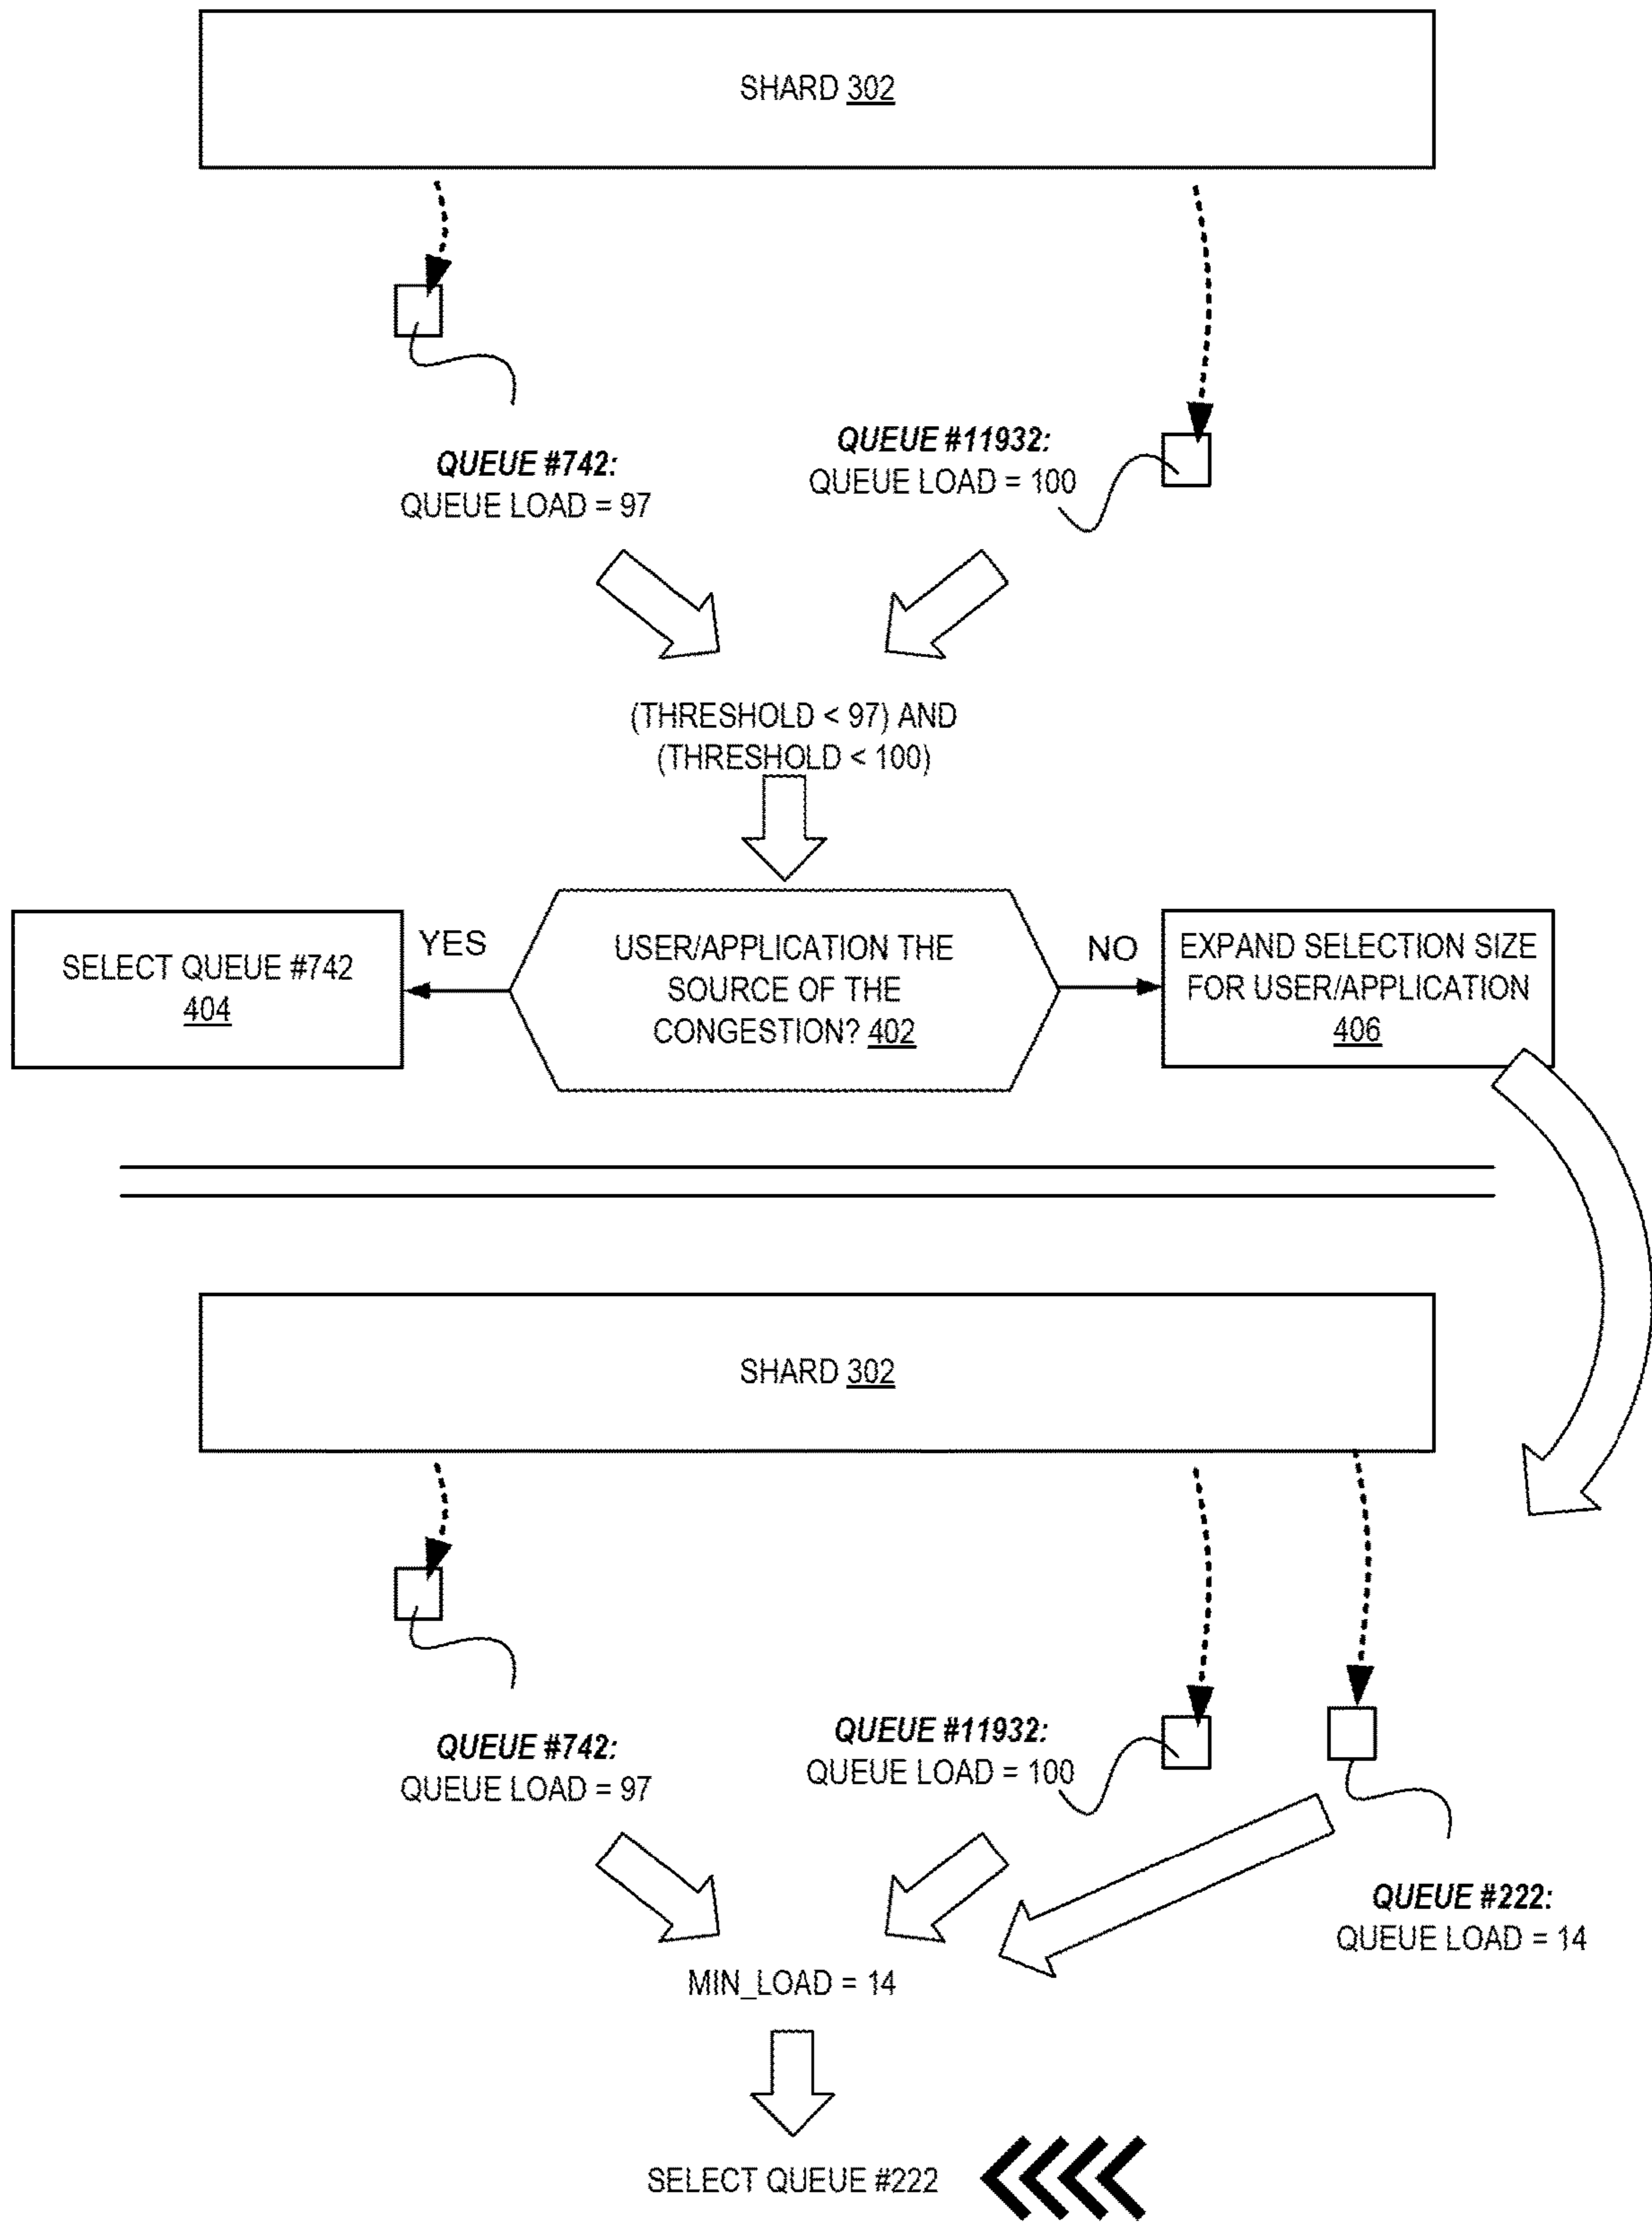 SHARD 302
QUEUE #742:
QUEUE LOAD = 97
QUEUE #11932:
QUEUE LOAD = 100
(THRESHOLD < 97) AND
(THRESHOLD < 100)
SELECT QUEUE #742
404
YES
USER/APPLICATION THE
SOURCE OF THE
CONGESTION? 402
NO
EXPAND SELECTION SIZE
FOR USER/APPLICATION
406
SHARD 302
QUEUE #742:
QUEUE LOAD = 97
QUEUE #11932:
QUEUE LOAD = 100
QUEUE #222:
QUEUE LOAD = 14
MIN_LOAD = 14
SELECT QUEUE #222